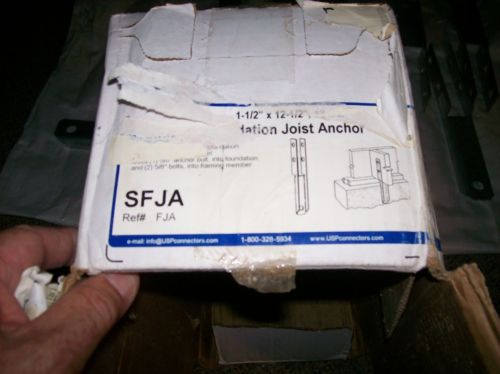 1-1/2" x 12-1/2",
dation Joist Anchor
foundation
anchor bolt, into foundation,
and (2) 5/8" bolts, into framing member
SFJA
Ref# FJA
e-mail: info@USPconnectors.com 1-800-328-5934 www.USPconnectors.com